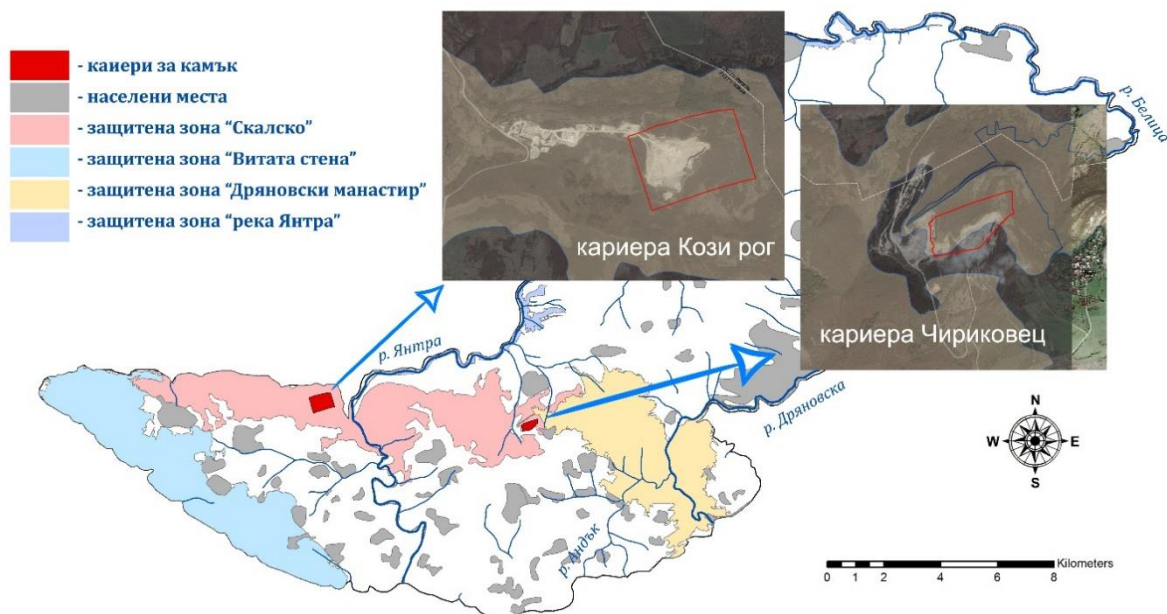 - каиери за камък
- населени места
- защитена зона "Скалско"
- защитена зона "Витата стена"
- защитена зона "Дряновски манастир"
- защитена зона "река Янтра"
кариера Кози рог
р. Белица
кариера Чириковец
р. Янтра
р. Дряновска
р. Андък
N
W E
S
Kilometers
0 1 2 4 6 8